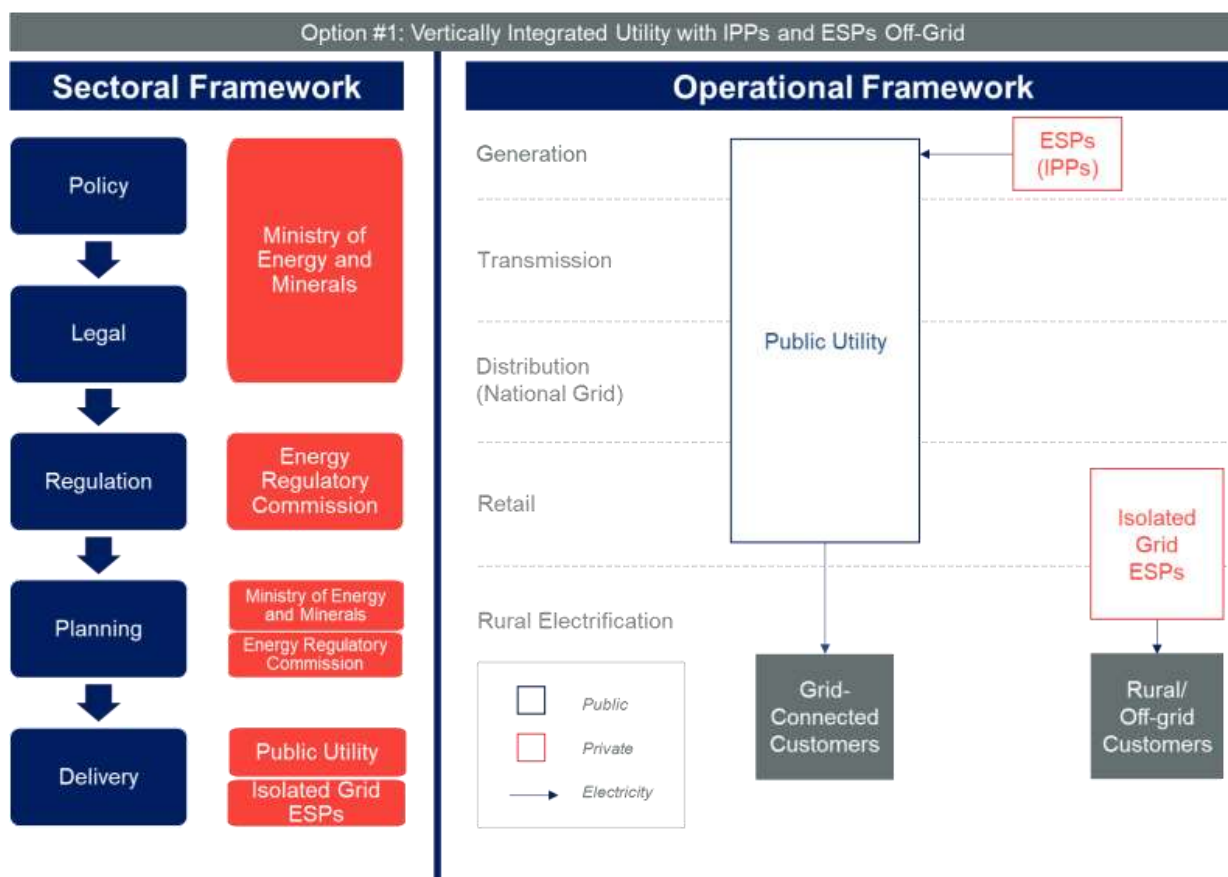 Option #1: Vertically Integrated Utility with IPPs and ESPs Off-Grid
Sectoral Framework
Policy
Legal
Regulation
Planning
Delivery
Ministry of
Energy and
Minerals
Energy
Regulatory
Commission
Ministry of Energy
and Minerals
Energy Regulatory
Commission
Public Utility
Isolated Grid
ESPs
Operational Framework
Generation
Transmission
Distribution
(National Grid)
Retail
Rural Electrification
ESPs
(IPPs)
Public Utility
Isolated
Grid
ESPs
Public
Private
Electricity
Grid-
Connected
Customers
Rural/
Off-grid
Customers